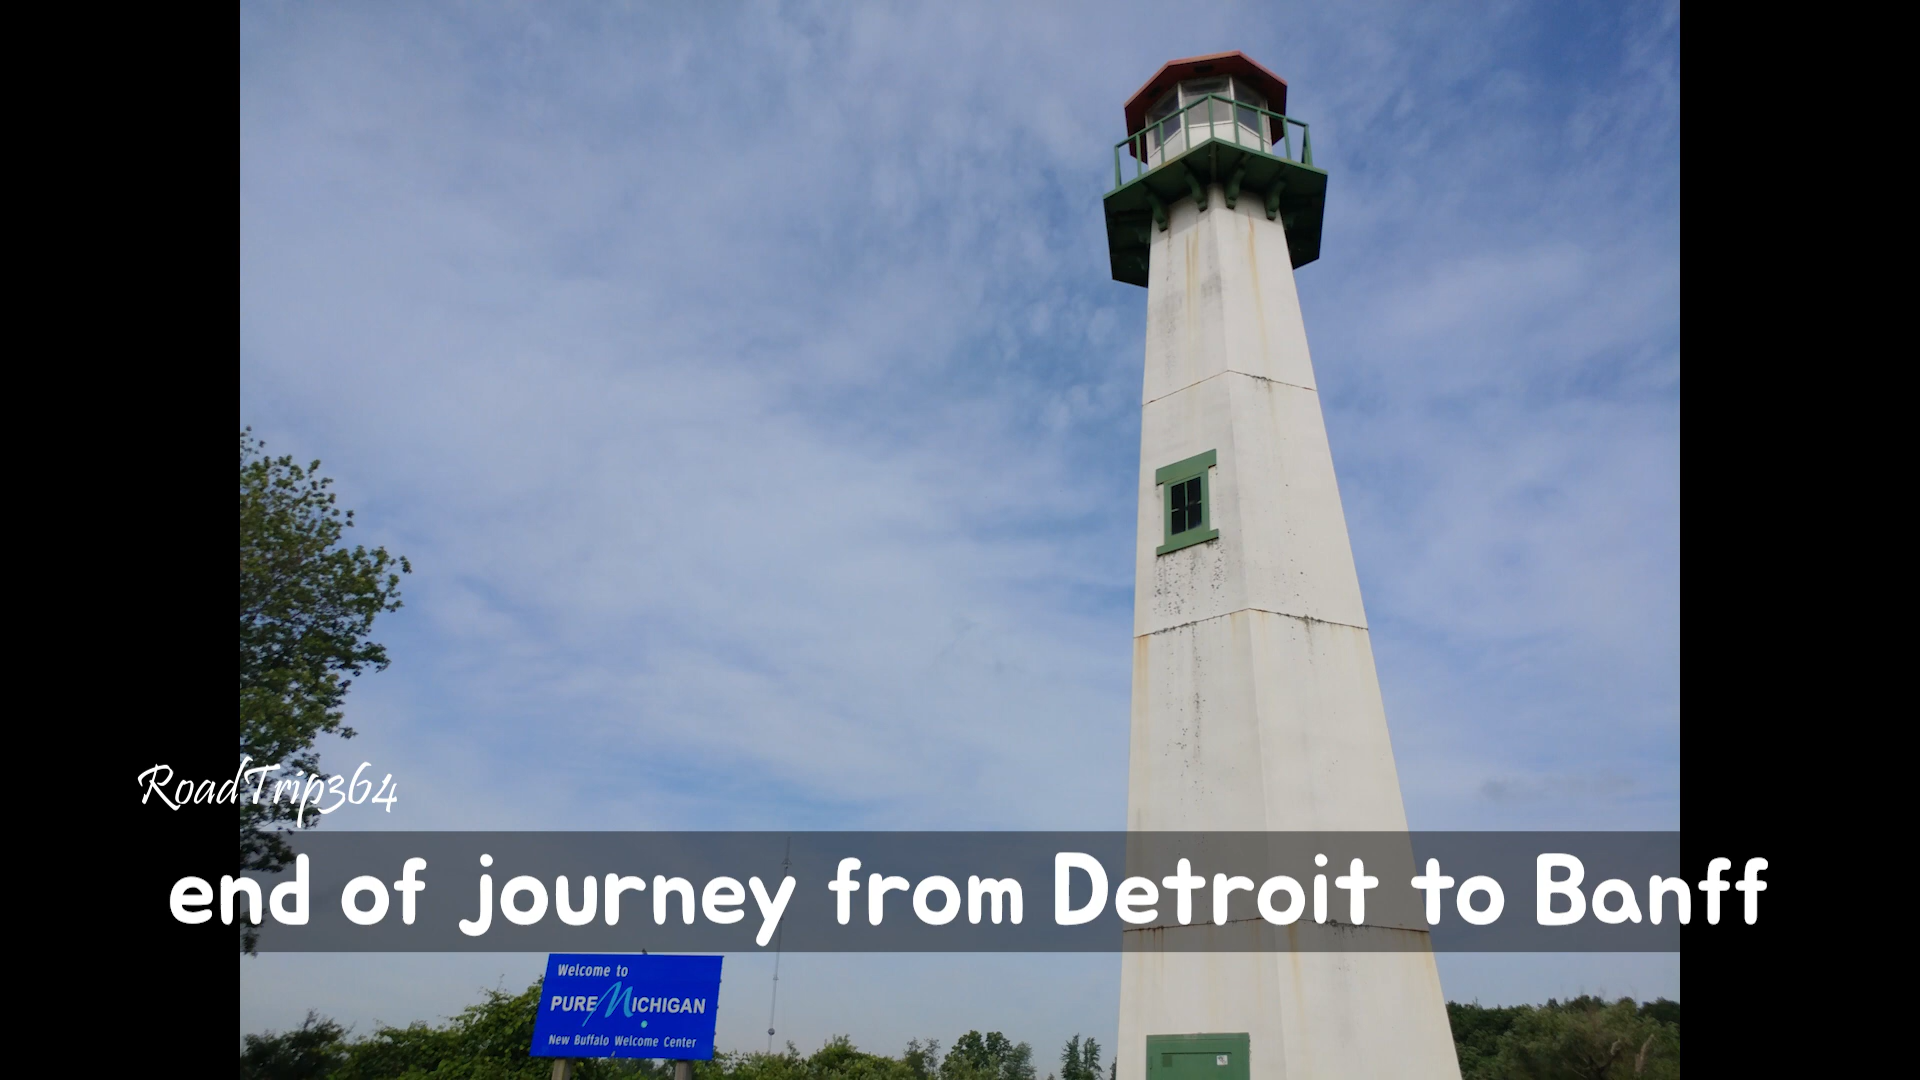 RoadTrip364
end of journey from Detroit to Banff
Welcome to
PURE MICHIGAN
New Buffalo Welcome Center